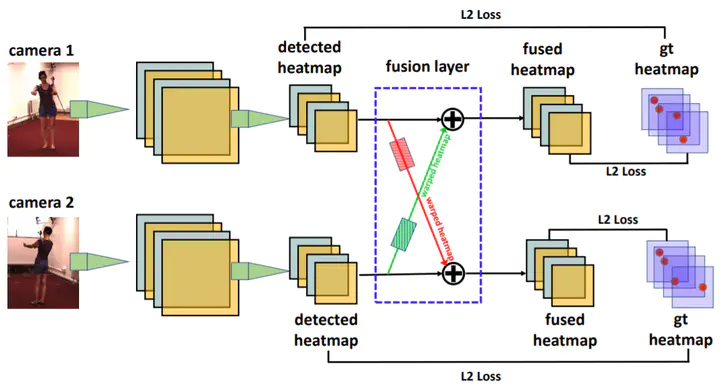 L2 Loss
camera 1
detected
heatmap
fusion layer
fused
heatmap
gt
heatmap
L2 Loss
warped heatmap
warped heatmap
camera 2
L2 Loss
detected
heatmap
fused
heatmap
gt
heatmap
L2 Loss